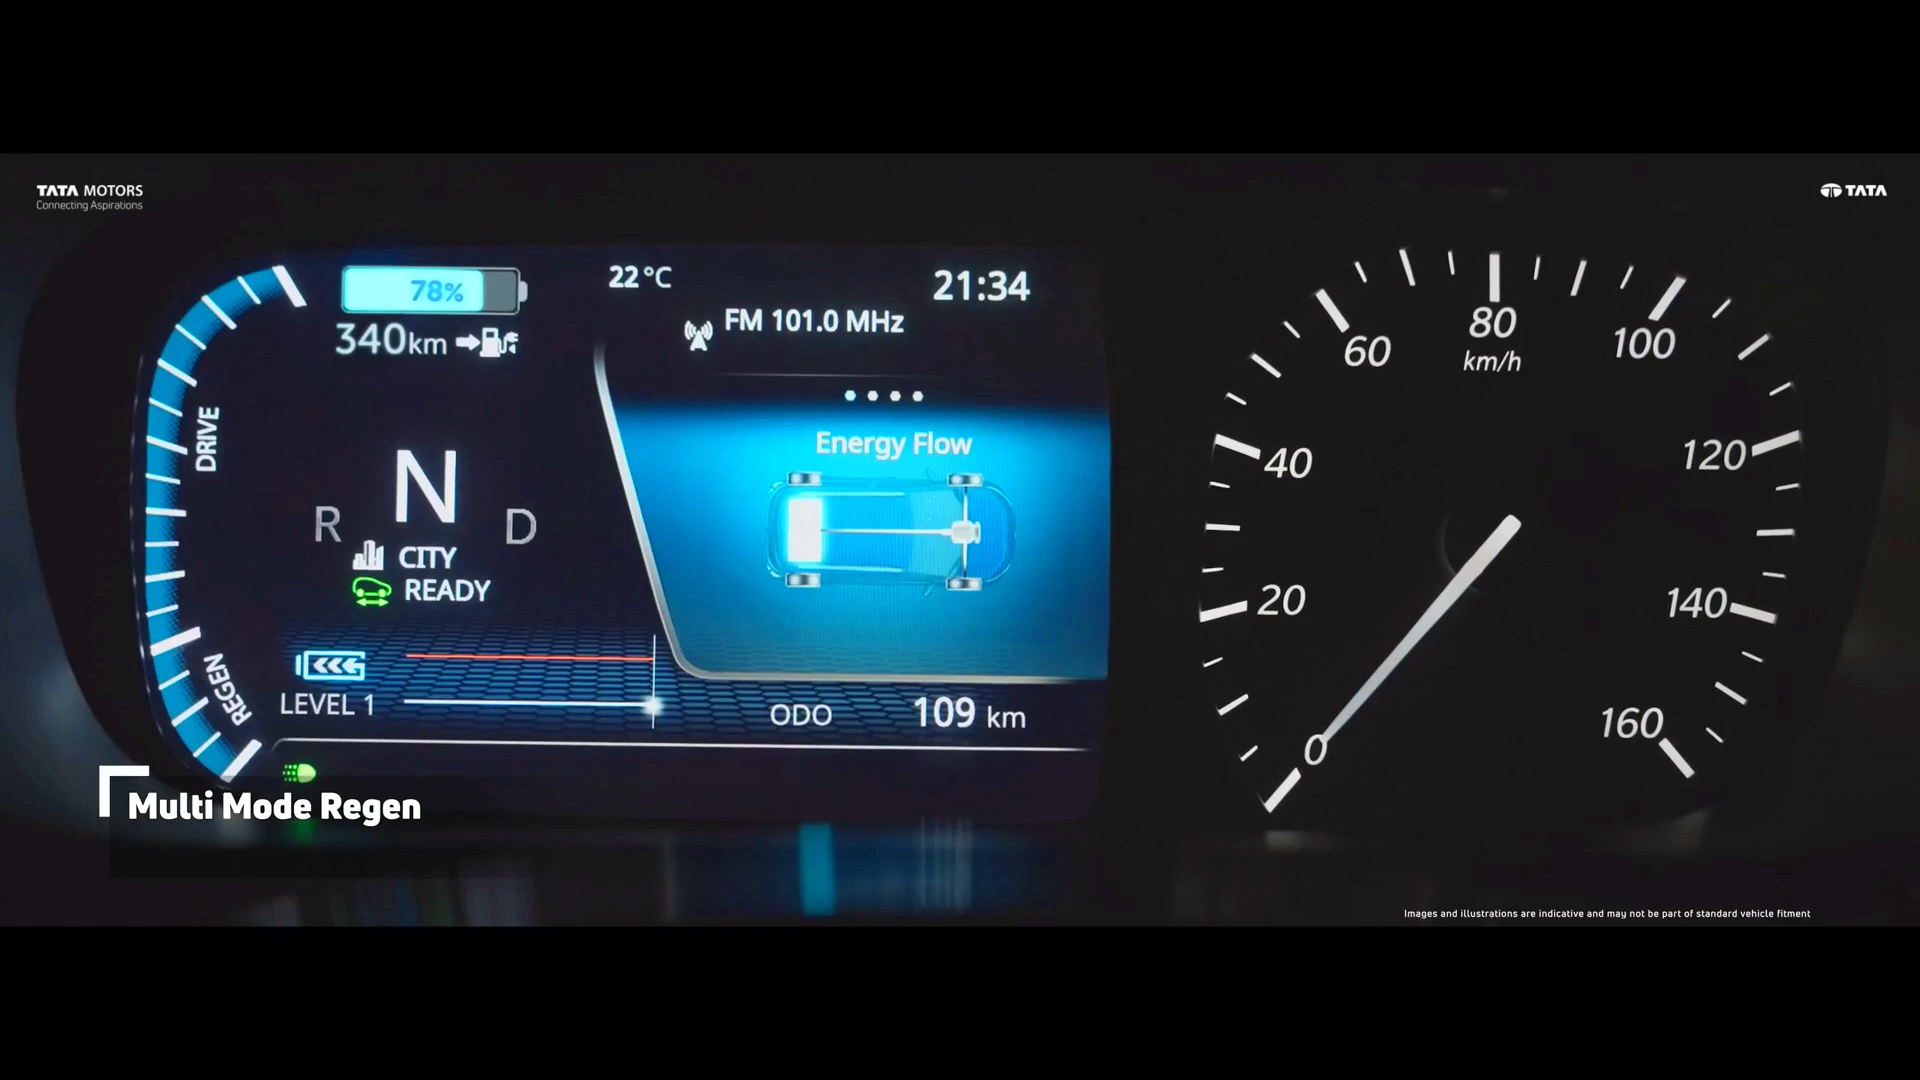 TATA MOTORS
Connecting Aspirations
TATA
78%
340km
22°C
21:34
FM 101.0 MHz
DRIVE
REGEN
N
R
D
CITY
READY
Energy Flow
LEVEL 1
ODO 109 km
0
20
40
60
80
km/h
100
120
140
160
Multi Mode Regen
Images and illustrations are indicative and may not be part of standard vehicle fitment